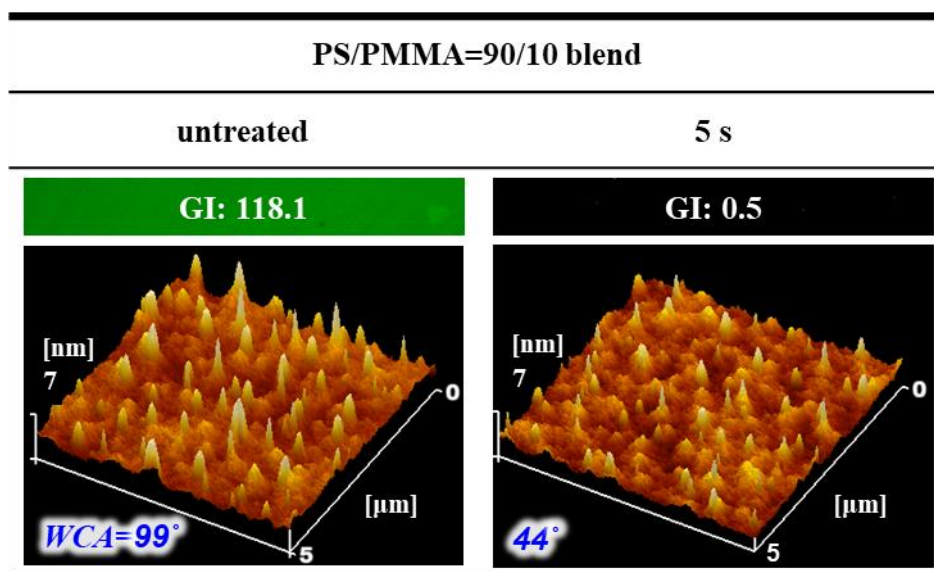 PS/PMMA=90/10 blend
untreated
5 s
GI: 118.1
GI: 0.5
[nm]
7
0
[µm]
5
WCA=99°
[nm]
7
0
[µm]
5
44°